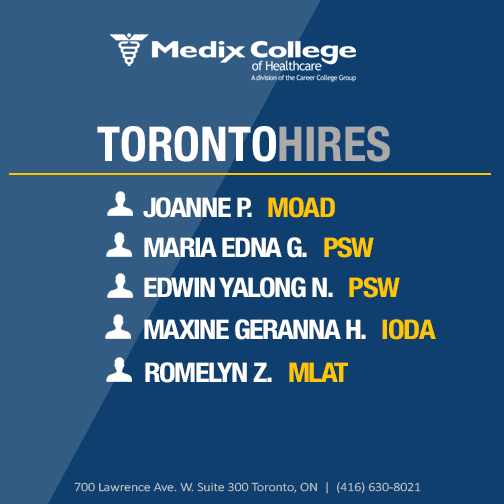 Medix College
of Healthcare
A division of the Career College Group
TORONTOHIRES
JOANNE P. MOAD
MARIA EDNA G. PSW
EDWIN YALONG N. PSW
MAXINE GERANNA H. IODA
ROMELYN Z. MLAT
700 Lawrence Ave. W. Suite 300 Toronto, ON | (416) 630-8021